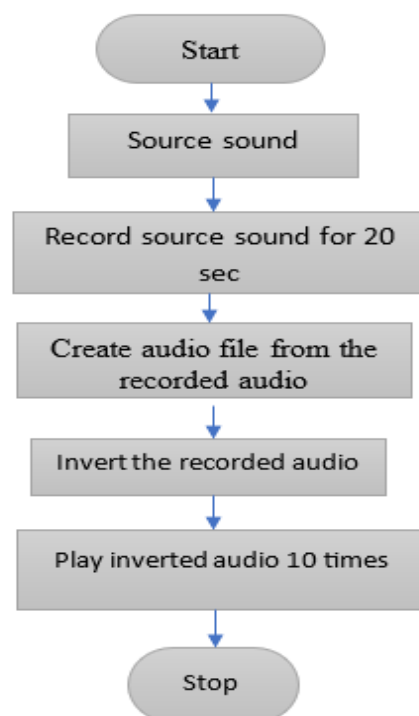 Start
Source sound
Record source sound for 20
sec
Create audio file from the
recorded audio
Invert the recorded audio
Play inverted audio 10 times
Stop